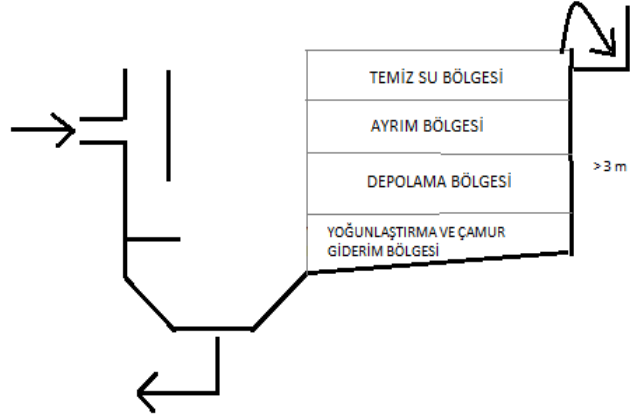 TEMİZ SU BÖLGESİ
AYRIM BÖLGESİ
DEPOLAMA BÖLGESİ
>3 m
YOĞUNLAŞTIRMA VE ÇAMUR
GİDERİM BÖLGESİ